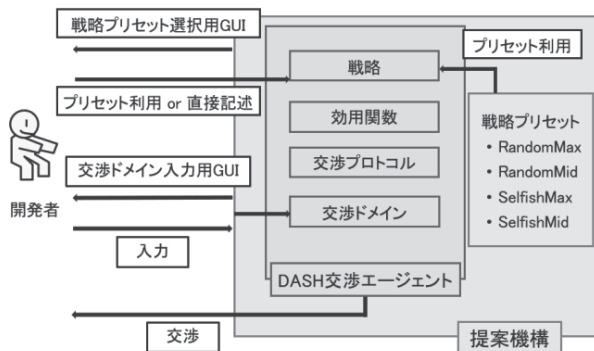 戦略プリセット選択用GUI
プリセット利用
戦略
プリセット利用 or 直接記述
戦略プリセット
• RandomMax
• RandomMid
• SelfishMax
• SelfishMid
効用関数
交渉プロトコル
交渉ドメイン入力用GUI
開発者
交渉ドメイン
入力
DASH交渉エージェント
交渉
提案機構